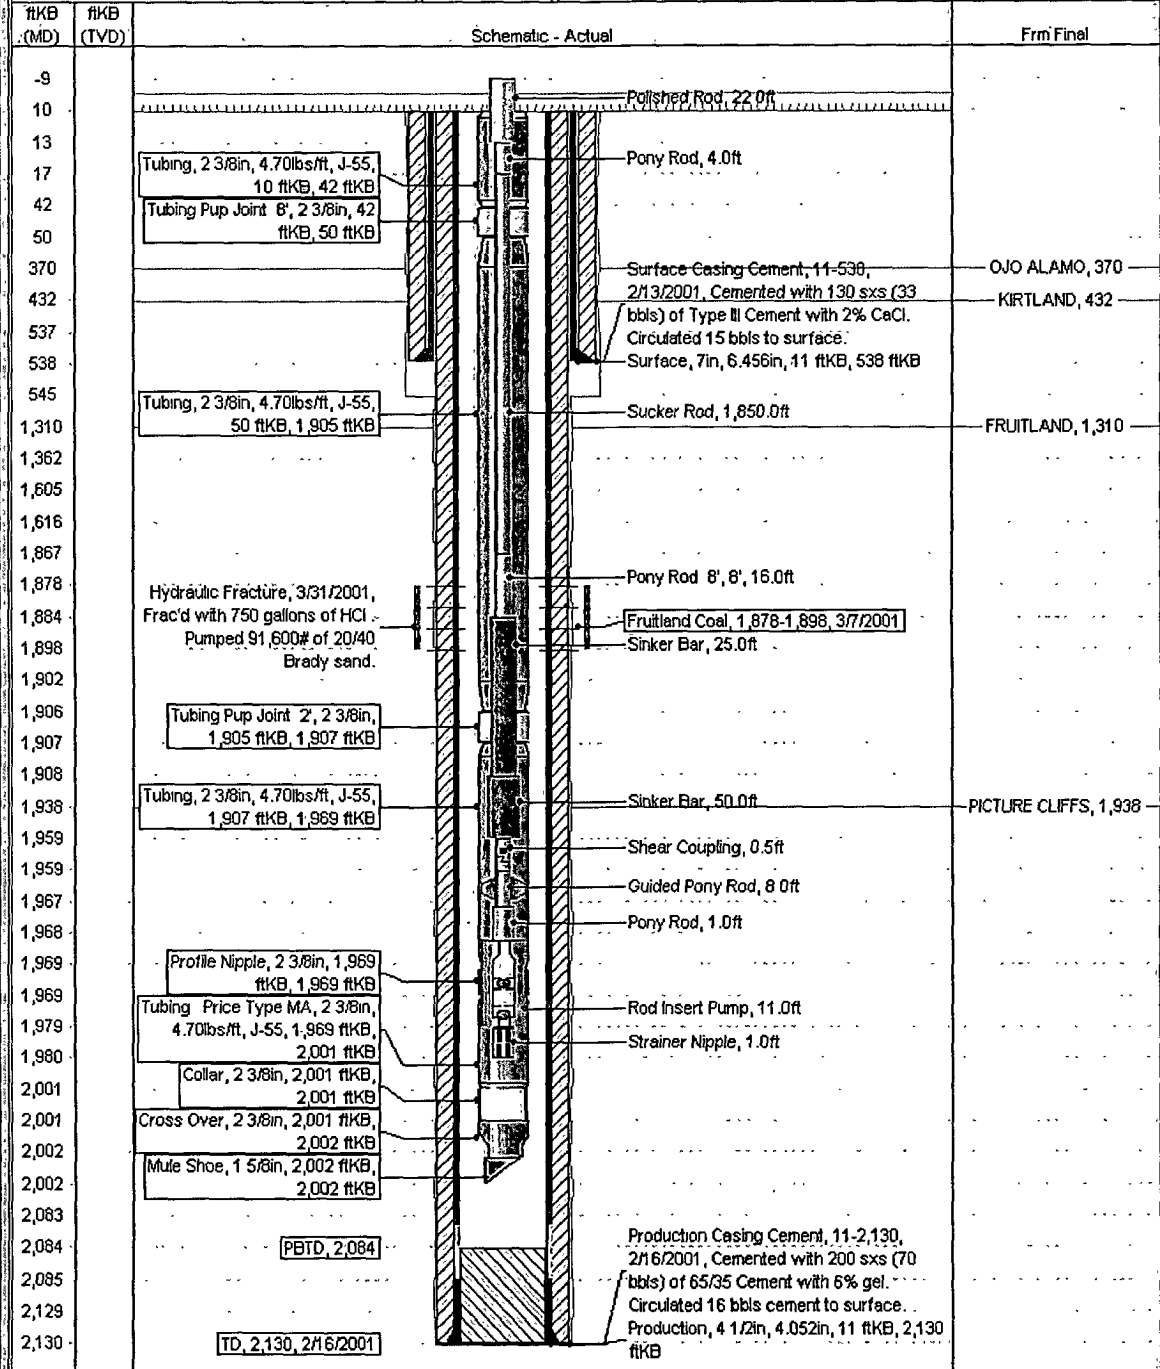 ftKB
(MD)
ftKB
(TVD)
Schematic - Actual
Frm Final
-9
10
13
17
42
50
370
432
537
538
545
1,310
1,362
1,605
1,616
1,867
1,878
1,884
1,898
1,902
1,906
1,907
1,908
1,938
1,959
1,959
1,967
1,968
1,969
1,969
1,979
1,980
2,001
2,001
2,002
2,002
2,083
2,084
2,085
2,129
2,130
Tubing, 2 3/8in, 4.70lbs/ft, J-55,
10 ftKB, 42 ftKB
Tubing Pup Joint 8', 2 3/8in, 42
ftKB, 50 ftKB
Tubing, 2 3/8in, 4.70lbs/ft, J-55,
50 ftKB, 1,905 ftKB
Hydraulic Fracture, 3/31/2001,
Frac'd with 750 gallons of HCl
Pumped 91,600# of 20/40
Brady sand.
Tubing Pup Joint 2', 2 3/8in,
1,905 ftKB, 1,907 ftKB
Tubing, 2 3/8in, 4.70lbs/ft, J-55,
1,907 ftKB, 1,969 ftKB
Profile Nipple, 2 3/8in, 1,969
ftKB, 1,969 ftKB
Tubing Price Type MA, 2 3/8in,
4.70lbs/ft, J-55, 1,969 ftKB,
2,001 ftKB
Collar, 2 3/8in, 2,001 ftKB,
2,001 ftKB
Cross Over, 2 3/8in, 2,001 ftKB,
2,002 ftKB
Mule Shoe, 1 5/8in, 2,002 ftKB,
2,002 ftKB
PBTD, 2,084
TD, 2,130, 2/16/2001
Polished Rod, 22.0ft
Pony Rod, 4.0ft
Surface Casing Cement, 11-538,
2/13/2001, Cemented with 130 sxs (33
bbls) of Type III Cement with 2% CaCl.
Circulated 15 bbls to surface.
Surface, 7in, 6.456in, 11 ftKB, 538 ftKB
Sucker Rod, 1,850.0ft
Pony Rod 8', 8', 16.0ft
Fruitland Coal, 1,878-1,898, 3/7/2001
Sinker Bar, 25.0ft
Sinker Bar, 50.0ft
Shear Coupling, 0.5ft
Guided Pony Rod, 8.0ft
Pony Rod, 1.0ft
Rod Insert Pump, 11.0ft
Strainer Nipple, 1.0ft
Production Casing Cement, 11-2,130,
2/16/2001, Cemented with 200 sxs (70
bbls) of 65/35 Cement with 6% gel.
Circulated 16 bbls cement to surface.
Production, 4 1/2in, 4.052in, 11 ftKB, 2,130
ftKB
OJO ALAMO, 370
KIRTLAND, 432
FRUITLAND, 1,310
PICTURE CLIFFS, 1,938